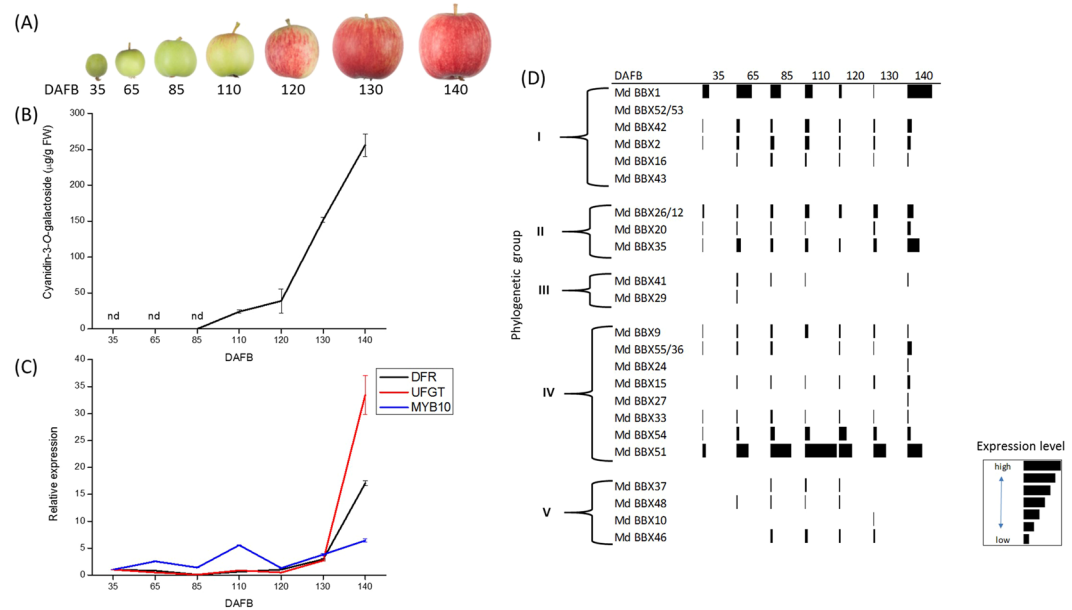 (A)
DAFB 35 65 85 110 120 130 140
(B)
Cyanidin-3-O-galactoside (µg/g FW)
300
250
200
150
100
50
0
nd nd nd
35 65 85 110 120 130 140
DAFB
(C)
DFR
UFGT
MYB10
Relative expression
40
35
30
25
20
15
10
5
0
35 65 85 110 120 130 140
DAFB
(D)
DAFB 35 65 85 110 120 130 140
Phylogenetic group
I
Md BBX1
Md BBX52/53
Md BBX42
Md BBX2
Md BBX16
Md BBX43
II
Md BBX26/12
Md BBX20
Md BBX35
III
Md BBX41
Md BBX29
IV
Md BBX9
Md BBX55/36
Md BBX24
Md BBX15
Md BBX27
Md BBX33
Md BBX54
Md BBX51
V
Md BBX37
Md BBX48
Md BBX10
Md BBX46
Expression level
high
low